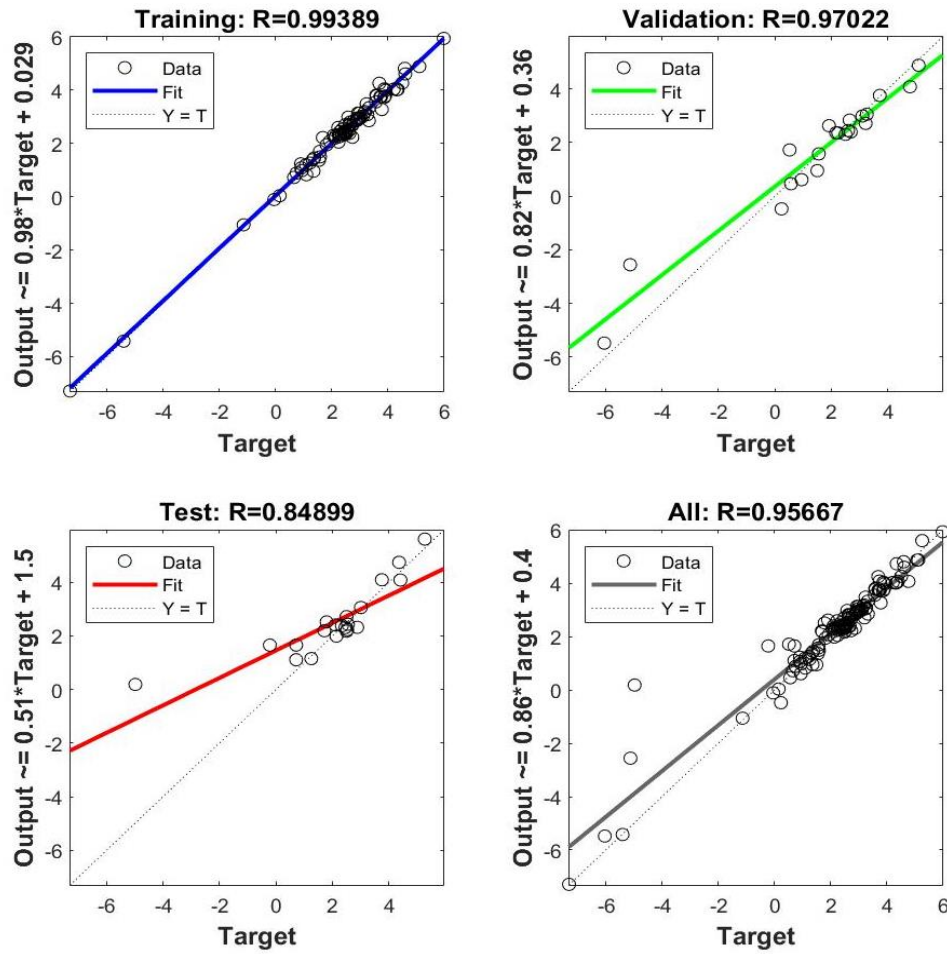 Training: R=0.99389
Output ~= 0.98*Target + 0.029
6
4
2
0
-2
-4
-6
Data
Fit
Y = T
-6 -4 -2 0 2 4 6
Target
Validation: R=0.97022
Output ~= 0.82*Target + 0.36
6
4
2
0
-2
-4
-6
Data
Fit
Y = T
-6 -4 -2 0 2 4 6
Target
Test: R=0.84899
Output ~= 0.51*Target + 1.5
4
2
0
-2
-4
-6
Data
Fit
Y = T
-6 -4 -2 0 2 4 6
Target
All: R=0.95667
Output ~= 0.86*Target + 0.4
4
2
0
-2
-4
-6
Data
Fit
Y = T
-6 -4 -2 0 2 4 6
Target